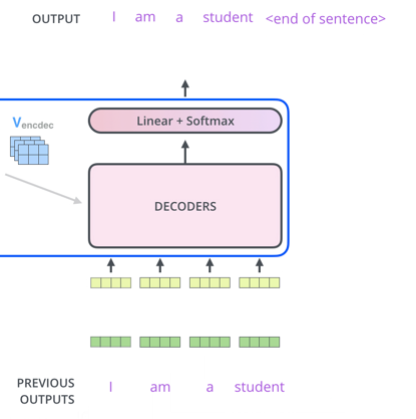 OUTPUT I am a student <end of sentence>
Vencdec
Linear + Softmax
DECODERS
PREVIOUS
OUTPUTS
I am a student